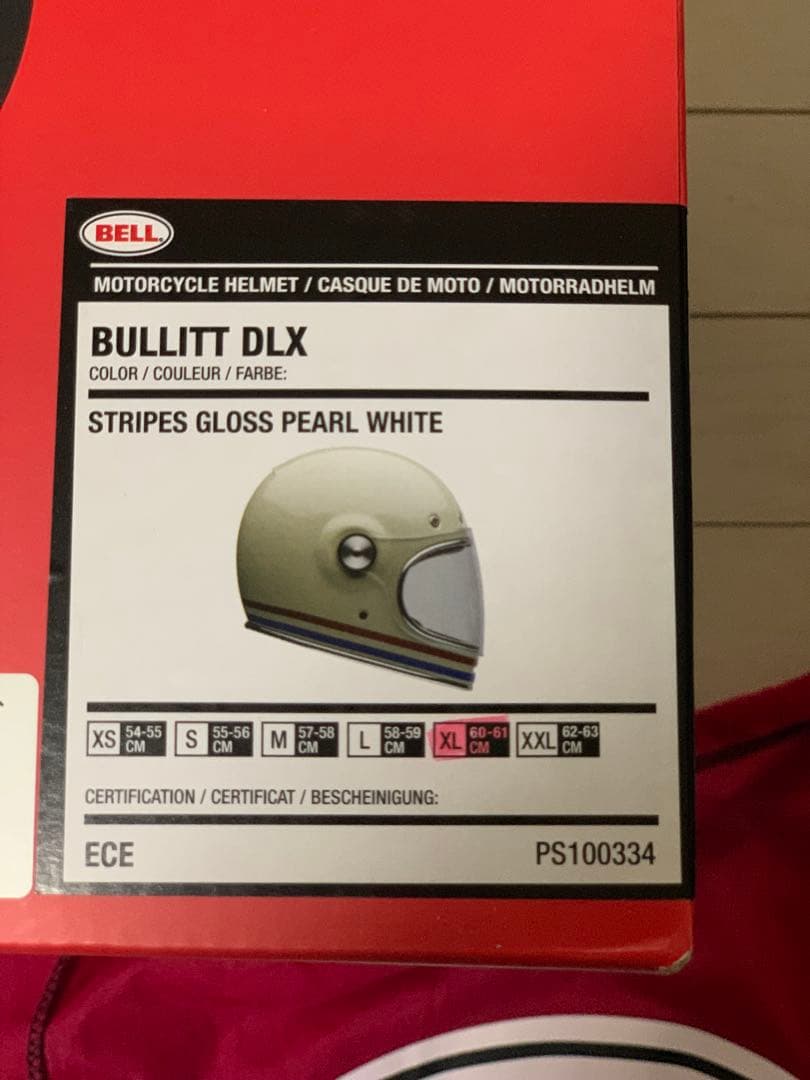 BELL
MOTORCYCLE HELMET / CASQUE DE MOTO / MOTORRADHELM
BULLITT DLX
COLOR / COULEUR / FARBE:
STRIPES GLOSS PEARL WHITE
XS 54-55 CM S 55-56 CM M 57-58 CM L 58-59 CM XL 60-61 CM XXL 62-63 CM
CERTIFICATION / CERTIFICAT / BESCHEINIGUNG:
ECE PS100334